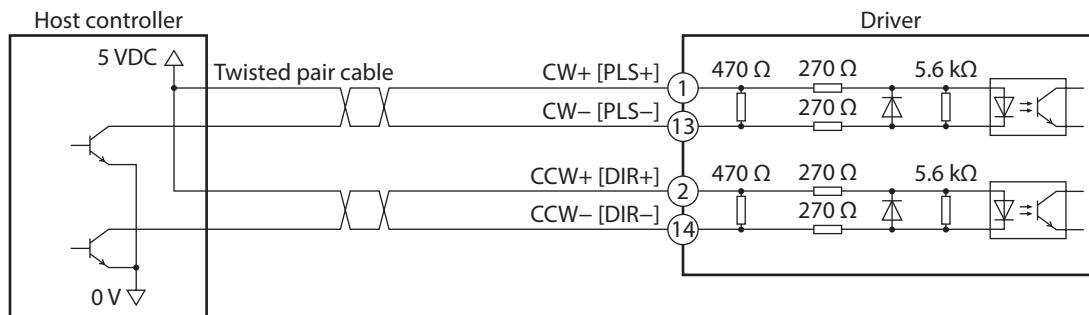 Host controller
Driver
5 VDC
Twisted pair cable
CW+ [PLS+]
1
470 Ω
270 Ω
5.6 kΩ
CW− [PLS−]
13
270 Ω
CCW+ [DIR+]
2
470 Ω
270 Ω
5.6 kΩ
CCW− [DIR−]
14
270 Ω
0 V